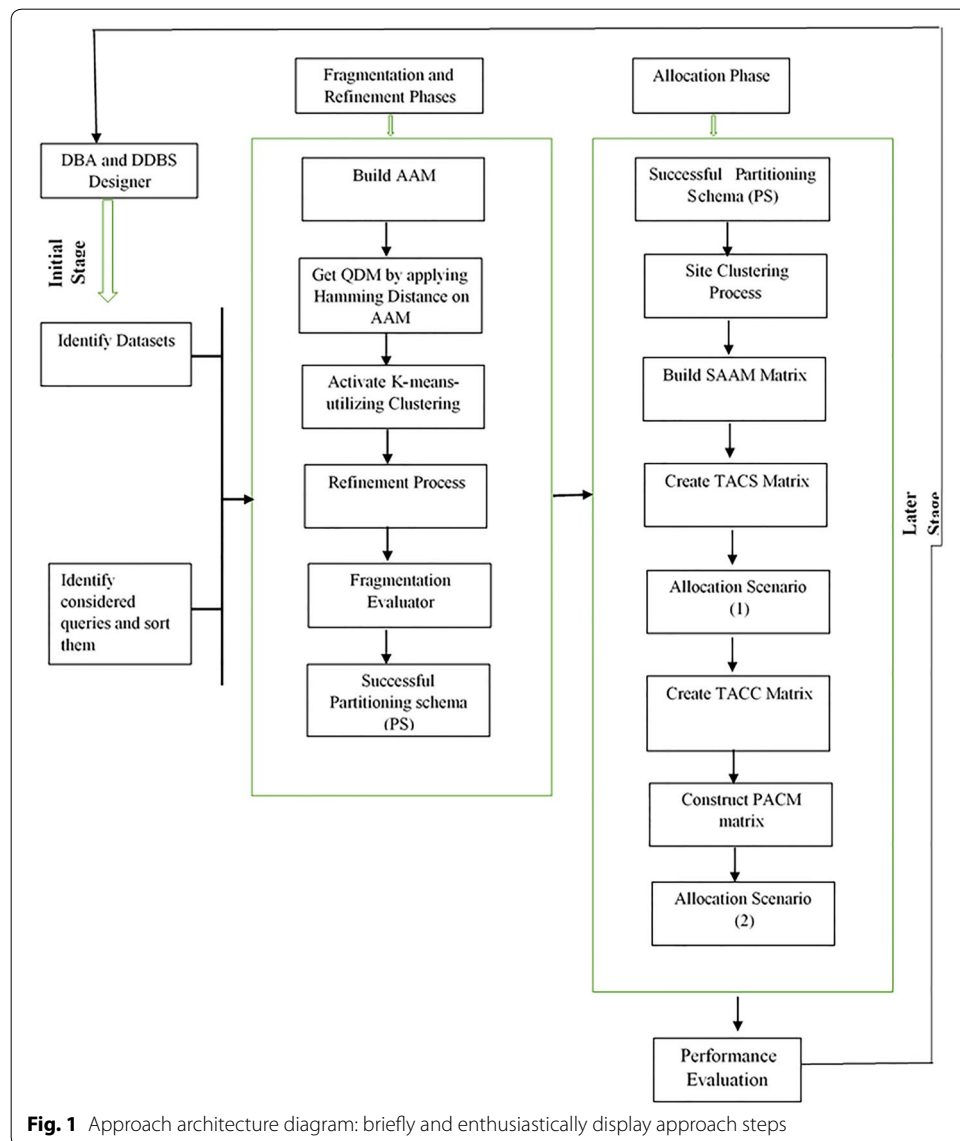 Fragmentation and
Refinement Phases
Allocation Phase
DBA and DDBS
Designer
Initial
Stage
Identify Datasets
Identify
considered
queries and sort
them
Build AAM
Get QDM by applying
Hamming Distance on
AAM
Activate K-means-
utilizing Clustering
Refinement Process
Fragmentation
Evaluator
Successful
Partitioning schema
(PS)
Successful Partitioning
Schema (PS)
Site Clustering
Process
Build SAAM Matrix
Create TACS Matrix
Allocation Scenario
(1)
Create TACC Matrix
Construct PACM
matrix
Allocation Scenario
(2)
Later
Stage
Performance
Evaluation
Fig. 1 Approach architecture diagram: briefly and enthusiastically display approach steps